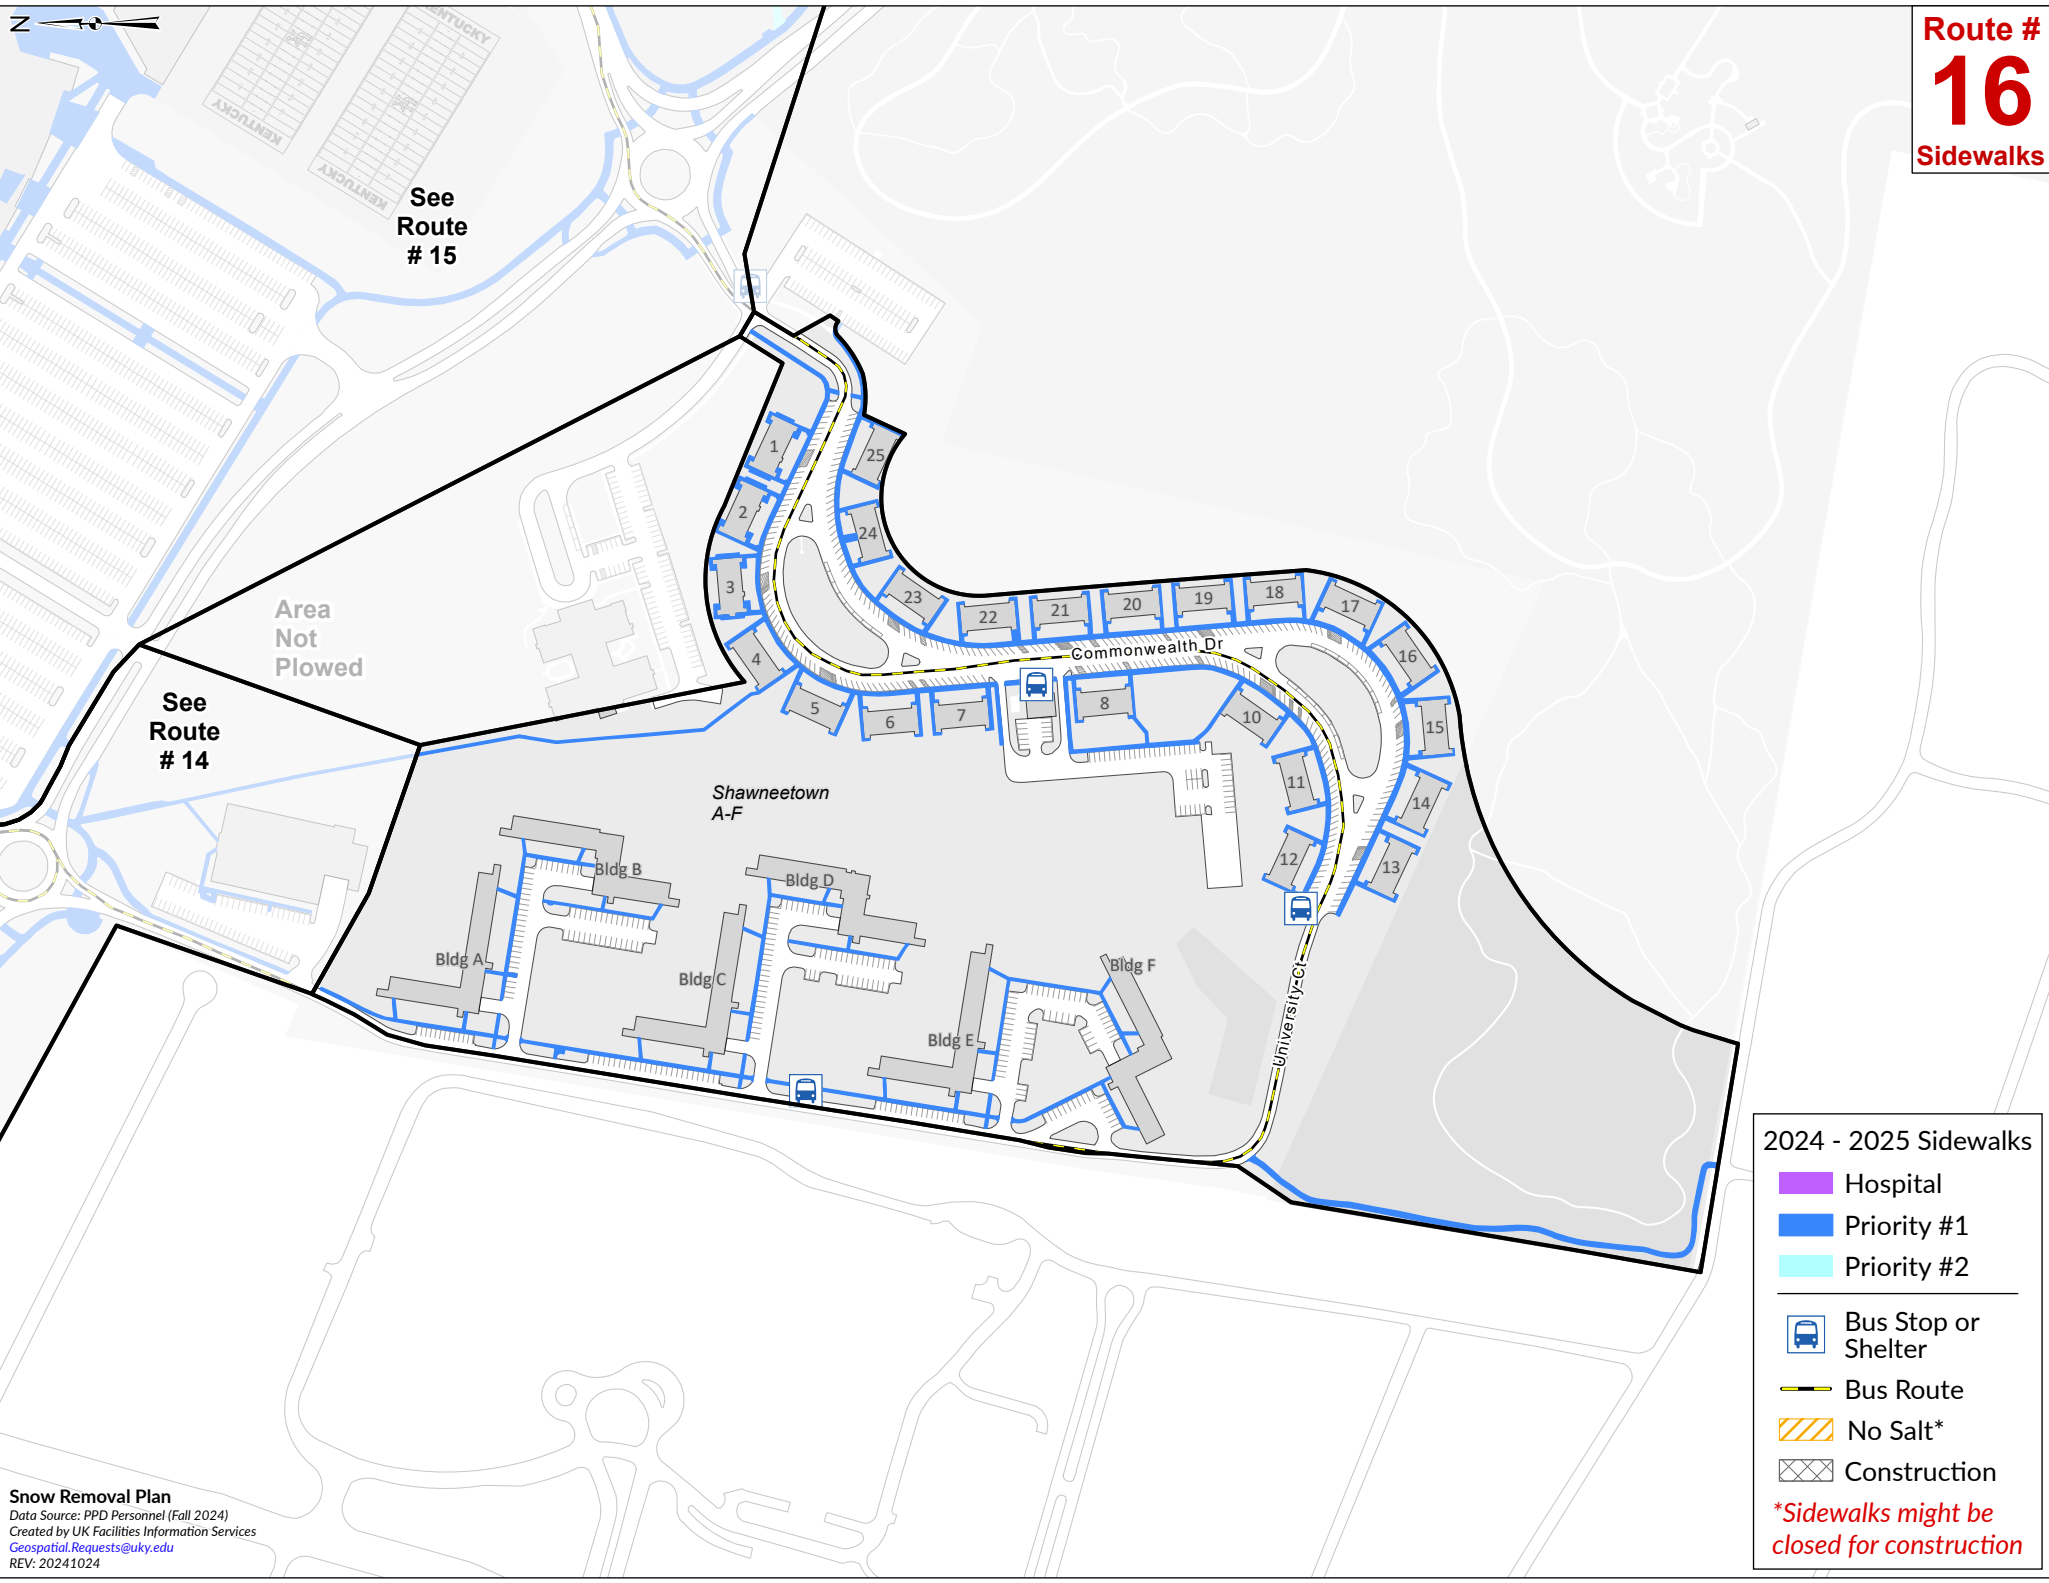 N
KENTUCKY
KENTUCKY
KENTUCKY
KENTUCKY
Route #
16
Sidewalks
See
Route
# 15
Area
Not
Plowed
See
Route
# 14
1
2
3
4
5
6
7
8
10
11
12
13
14
15
16
17
18
19
20
21
22
23
24
25
Commonwealth Dr
University Ct
Shawneetown
A-F
Bldg B
Bldg D
Bldg A
Bldg C
Bldg F
Bldg E
2024 - 2025 Sidewalks
Hospital
Priority #1
Priority #2
Bus Stop or
Shelter
Bus Route
No Salt*
Construction
*Sidewalks might be
closed for construction
Snow Removal Plan
Data Source: PPD Personnel (Fall 2024)
Created by UK Facilities Information Services
Geospatial.Requests@uky.edu
REV: 20241024